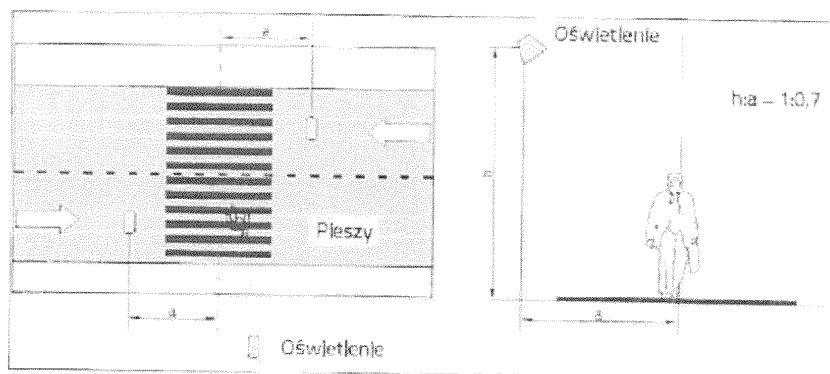 a
Oświetlenie
h:a – 1:0.7
h
Pieszy
a
a
Oświetlenie